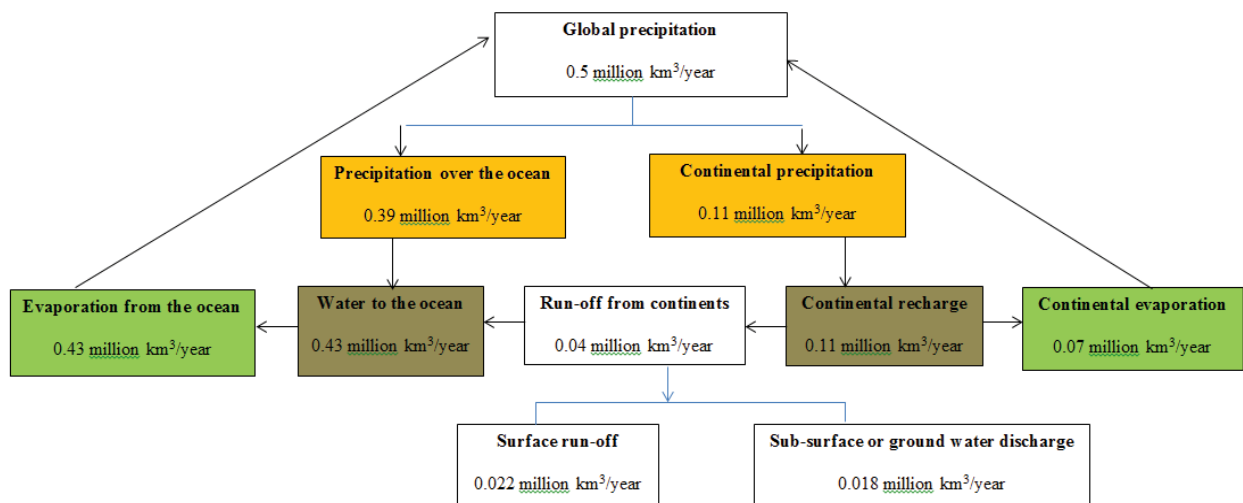 Global precipitation
0.5 million km³/year
Precipitation over the ocean
0.39 million km³/year
Continental precipitation
0.11 million km³/year
Evaporation from the ocean
0.43 million km³/year
Water to the ocean
0.43 million km³/year
Run-off from continents
0.04 million km³/year
Continental recharge
0.11 million km³/year
Continental evaporation
0.07 million km³/year
Surface run-off
0.022 million km³/year
Sub-surface or ground water discharge
0.018 million km³/year